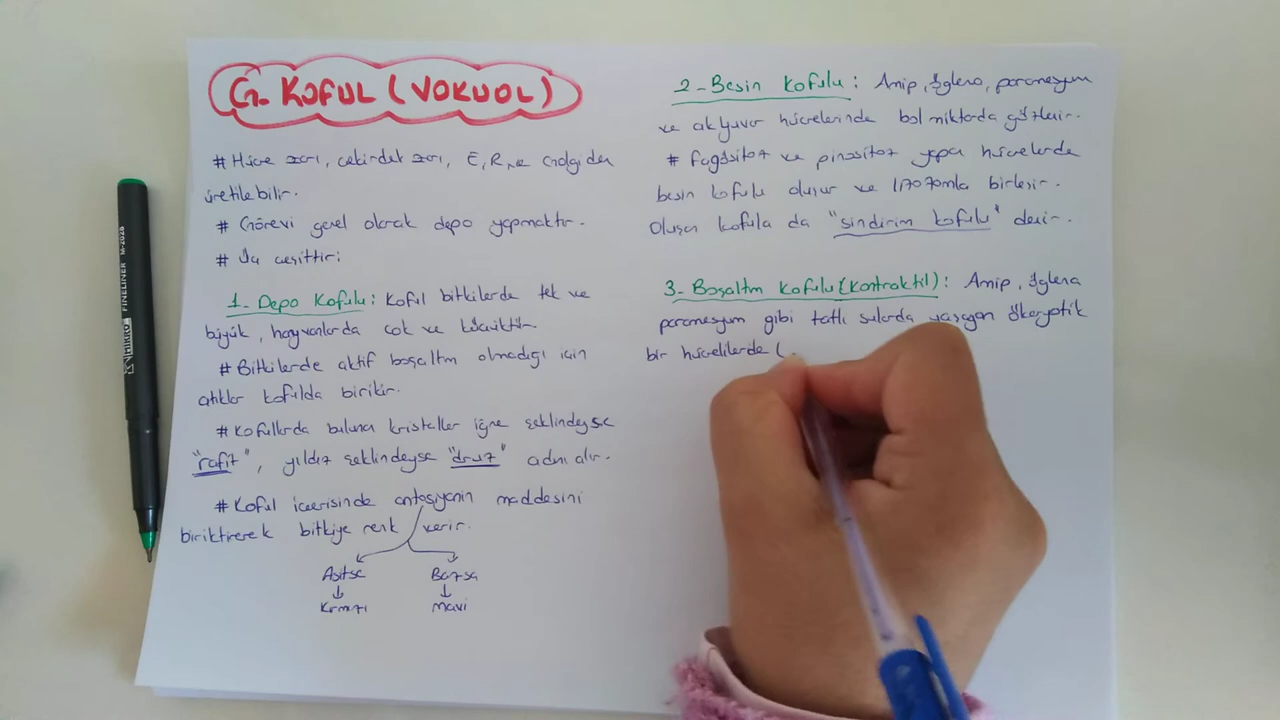 G. KOFUL (VOKUOL)
# Hücre zarı, çekirdek zarı, E,R, ve Golgiden
üretilebilir.
# Görevi genel olarak depo yapmaktır.
# Üç çeşittir;
1- Depo Kofulu: Koful bitkilerde tek ve
büyük, hayvanlarda çok ve küçüktür.
# Bitkilerde aktif boşaltım olmadığı için
atıklar kofulda birikir.
# Kofullarda bulunan kristaller iğne şeklindeyse
"rafit", yıldız şeklindeyse "druz" adını alır.
# Koful içerisinde antosiyanin maddesini
biriktirerek bitkiye renk verir.
Asitse Bazsa
Kırmızı Mavi
2- Besin Kofulu: Amip, öglena, paramesyum
ve akyuvar hücrelerinde bol miktarda gözlenir.
# Fagositoz ve pinositoz yapan hücrelerde
besin kofulu oluşur ve lizozomla birleşir.
Oluşan kofula da "sindirim kofulu" denir.
3- Boşaltım Kofulu (Kontraktil): Amip, öglena
paramesyum gibi tatlı sularda yaşayan ökaryotik
bir hücrelilerde (
MIKRO FINELINER M-2028